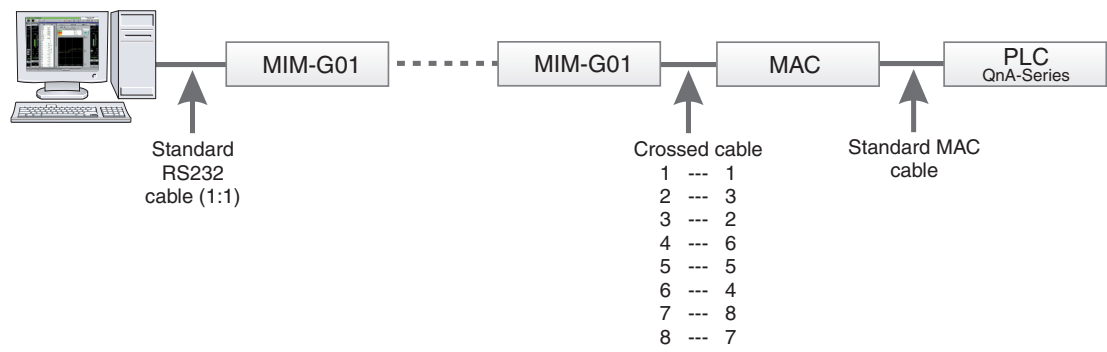 MIM-G01
MIM-G01
MAC
PLC
QnA-Series
Standard
RS232
cable (1:1)
Crossed cable
1 --- 1
2 --- 3
3 --- 2
4 --- 6
5 --- 5
6 --- 4
7 --- 8
8 --- 7
Standard MAC
cable